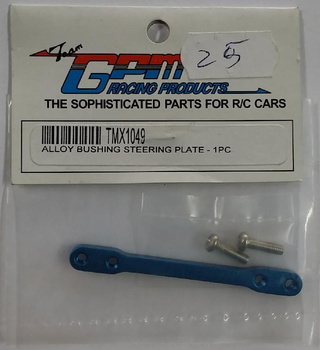 Team
25
GPM
RACING PRODUCTS
THE SOPHISTICATED PARTS FOR R/C CARS
TMX1049
ALLOY BUSHING STEERING PLATE - 1PC